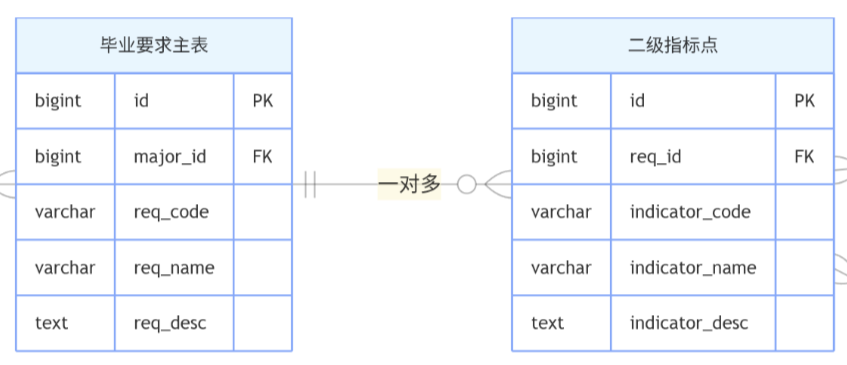 毕业要求主表
bigint id PK
bigint major_id FK
varchar req_code
varchar req_name
text req_desc
一对多
二级指标点
bigint id PK
bigint req_id FK
varchar indicator_code
varchar indicator_name
text indicator_desc